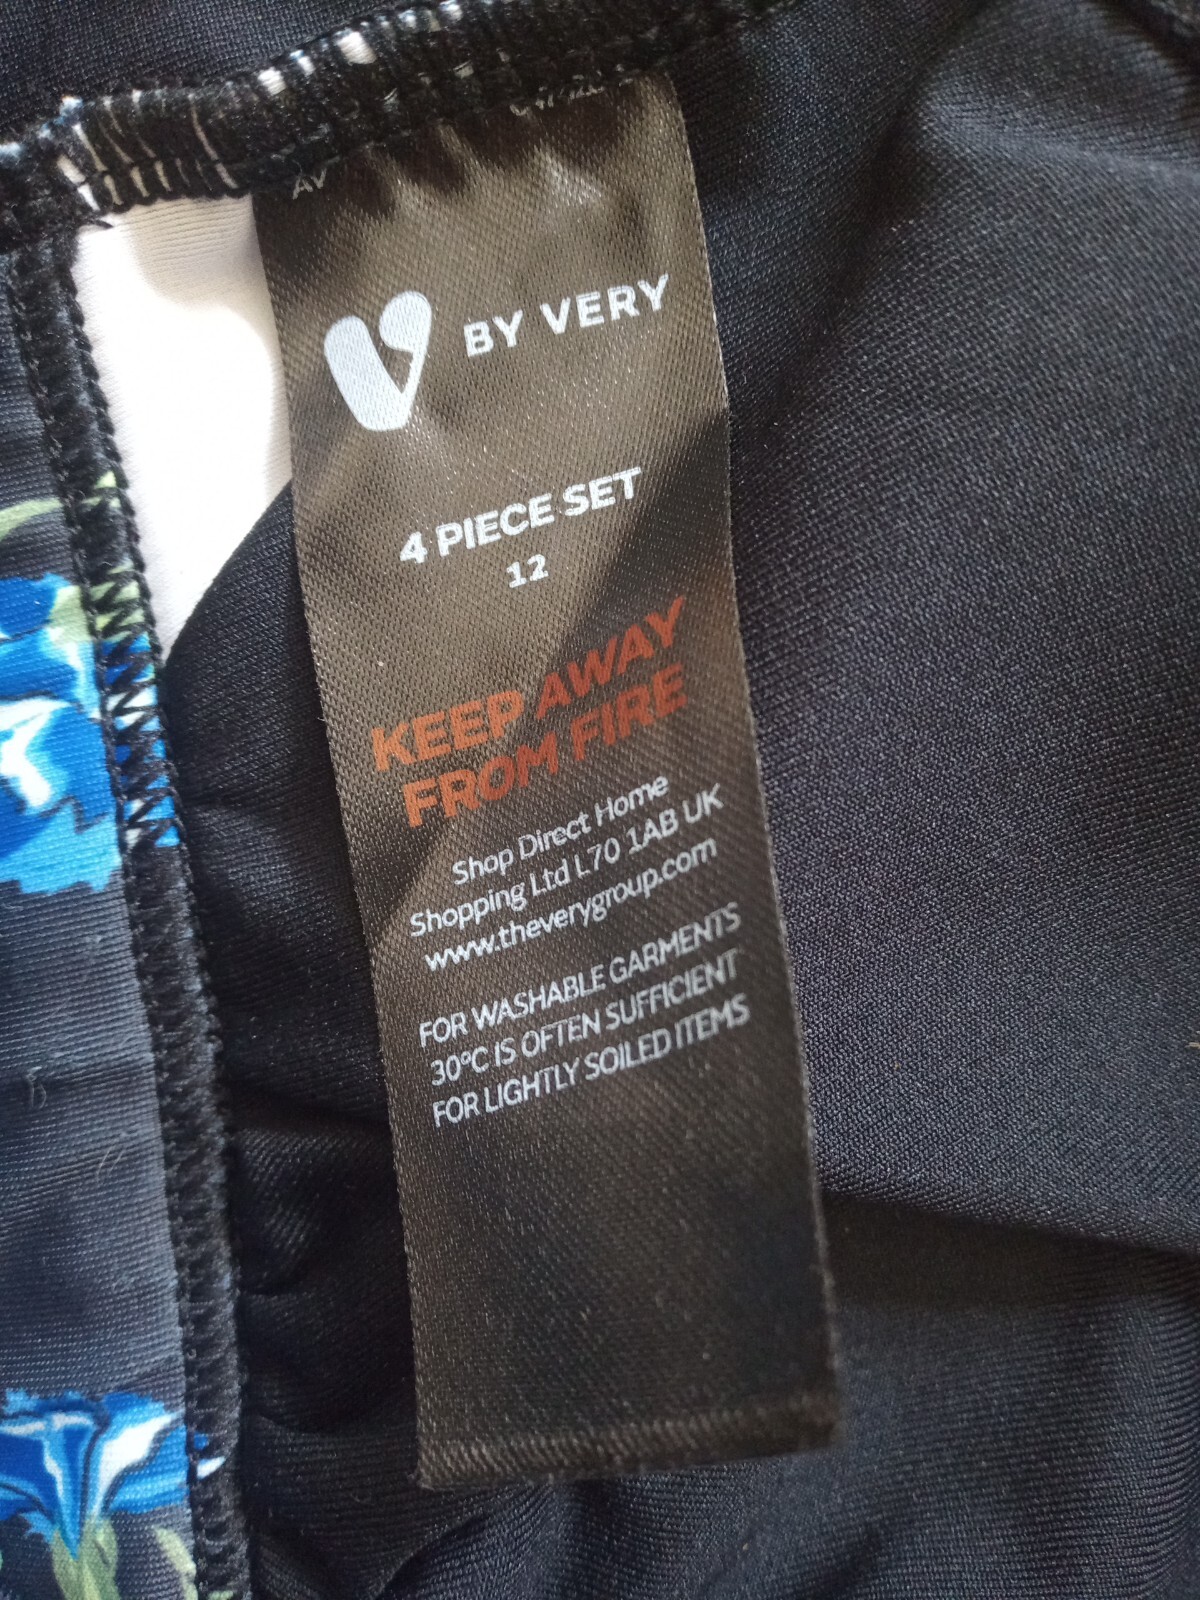 V BY VERY
4 PIECE SET
12
KEEP AWAY
FROM FIRE
Shop Direct Home
Shopping Ltd L70 1AB UK
www.theverygroup.com
FOR WASHABLE GARMENTS
30°C IS OFTEN SUFFICIENT
FOR LIGHTLY SOILED ITEMS